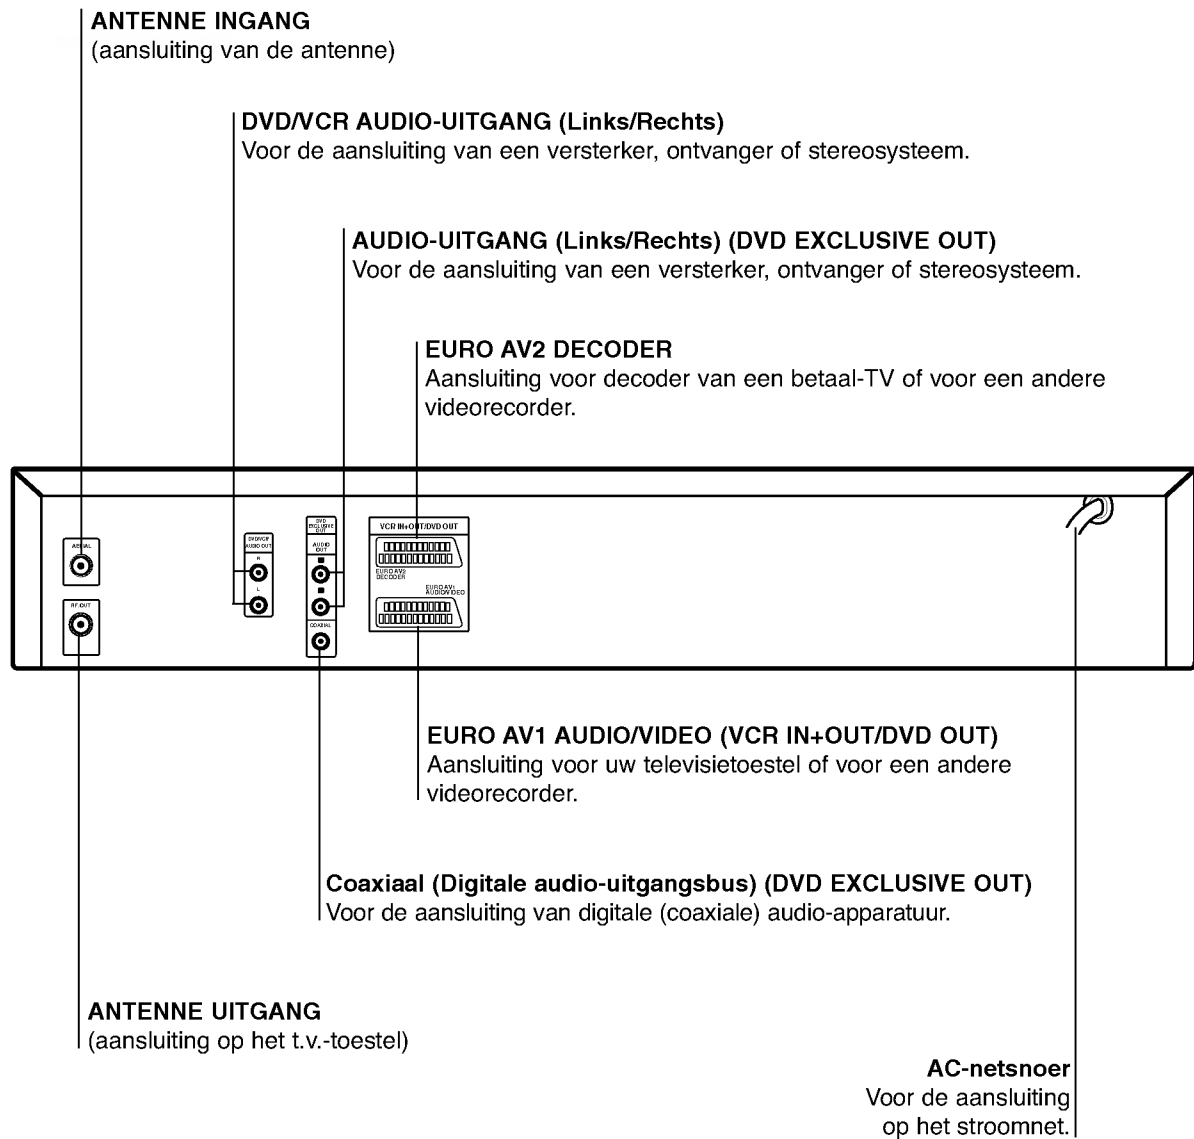 ANTENNE INGANG
(aansluiting van de antenne)
DVD/VCR AUDIO-UITGANG (Links/Rechts)
Voor de aansluiting van een versterker, ontvanger of stereosysteem.
AUDIO-UITGANG (Links/Rechts) (DVD EXCLUSIVE OUT)
Voor de aansluiting van een versterker, ontvanger of stereosysteem.
EURO AV2 DECODER
Aansluiting voor decoder van een betaal-TV of voor een andere
videorecorder.
AERIAL
RF.OUT
DVD/VCR
AUDIO OUT
R
L
DVD
EXCLUSIVE
OUT
AUDIO
OUT
COAXIAL
VCR IN+OUT/DVD OUT
EURO AV2
DECODER
EURO AV1
AUDIO/VIDEO
EURO AV1 AUDIO/VIDEO (VCR IN+OUT/DVD OUT)
Aansluiting voor uw televisietoestel of voor een andere
videorecorder.
Coaxiaal (Digitale audio-uitgangsbus) (DVD EXCLUSIVE OUT)
Voor de aansluiting van digitale (coaxiale) audio-apparatuur.
ANTENNE UITGANG
(aansluiting op het t.v.-toestel)
AC-netsnoer
Voor de aansluiting
op het stroomnet.